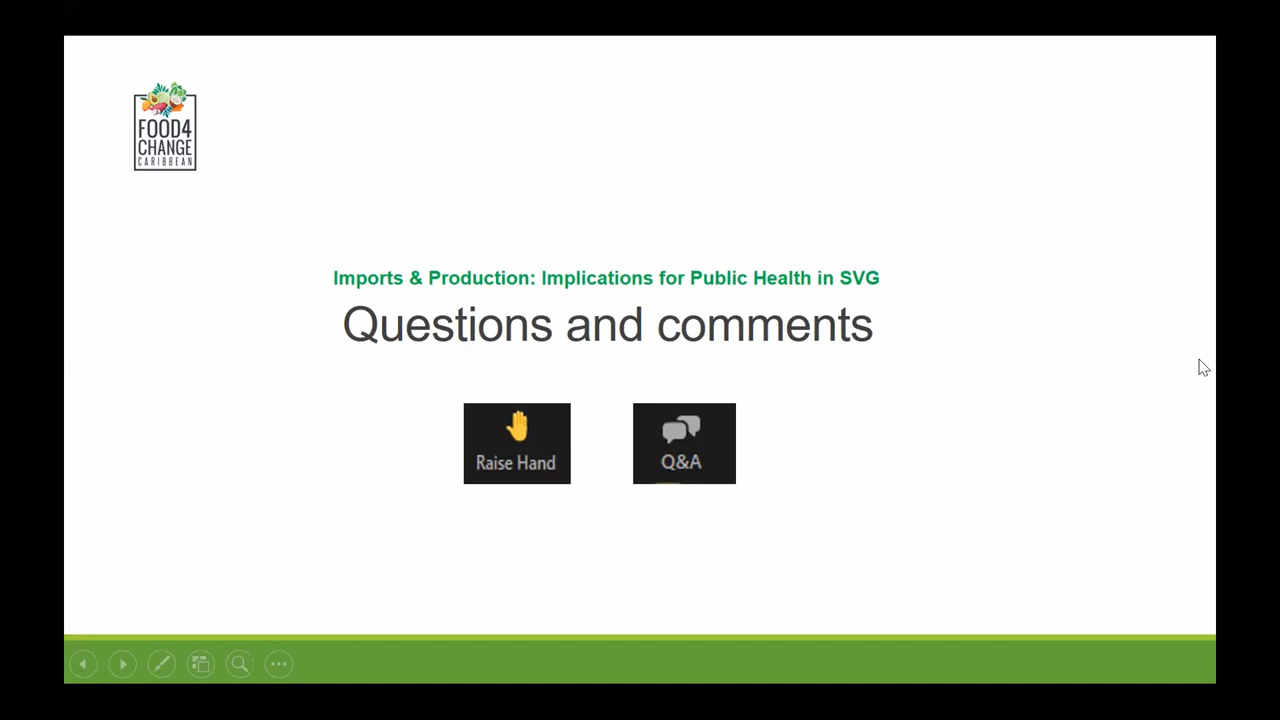 FOOD4
CHANGE
CARIBBEAN
Imports & Production: Implications for Public Health in SVG
Questions and comments
Raise Hand
Q&A